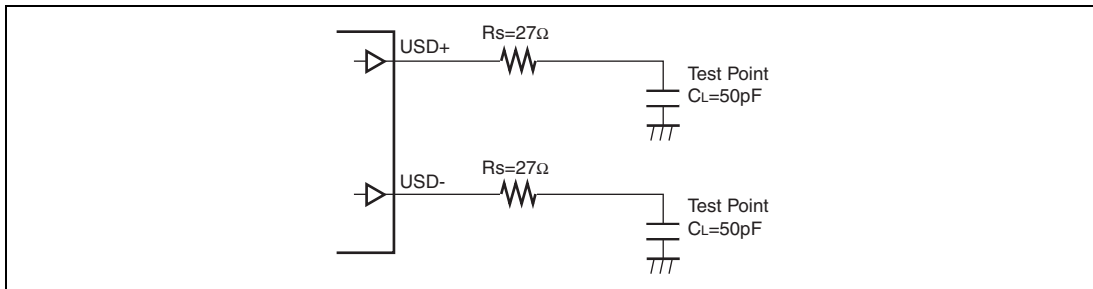 USD+
Rs=27Ω
Test Point
CL=50pF
USD-
Rs=27Ω
Test Point
CL=50pF